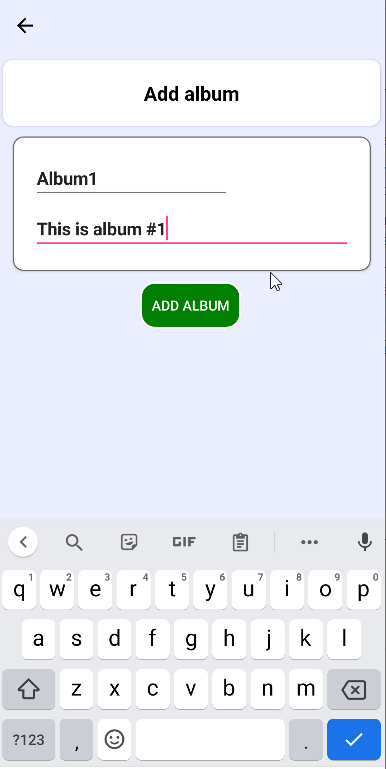 Add album
Album1
This is album #1
ADD ALBUM
GIF
q1 w2 e3 r4 t5 y6 u7 i8 o9 p0
a s d f g h j k l
z x c v b n m
?123 , .